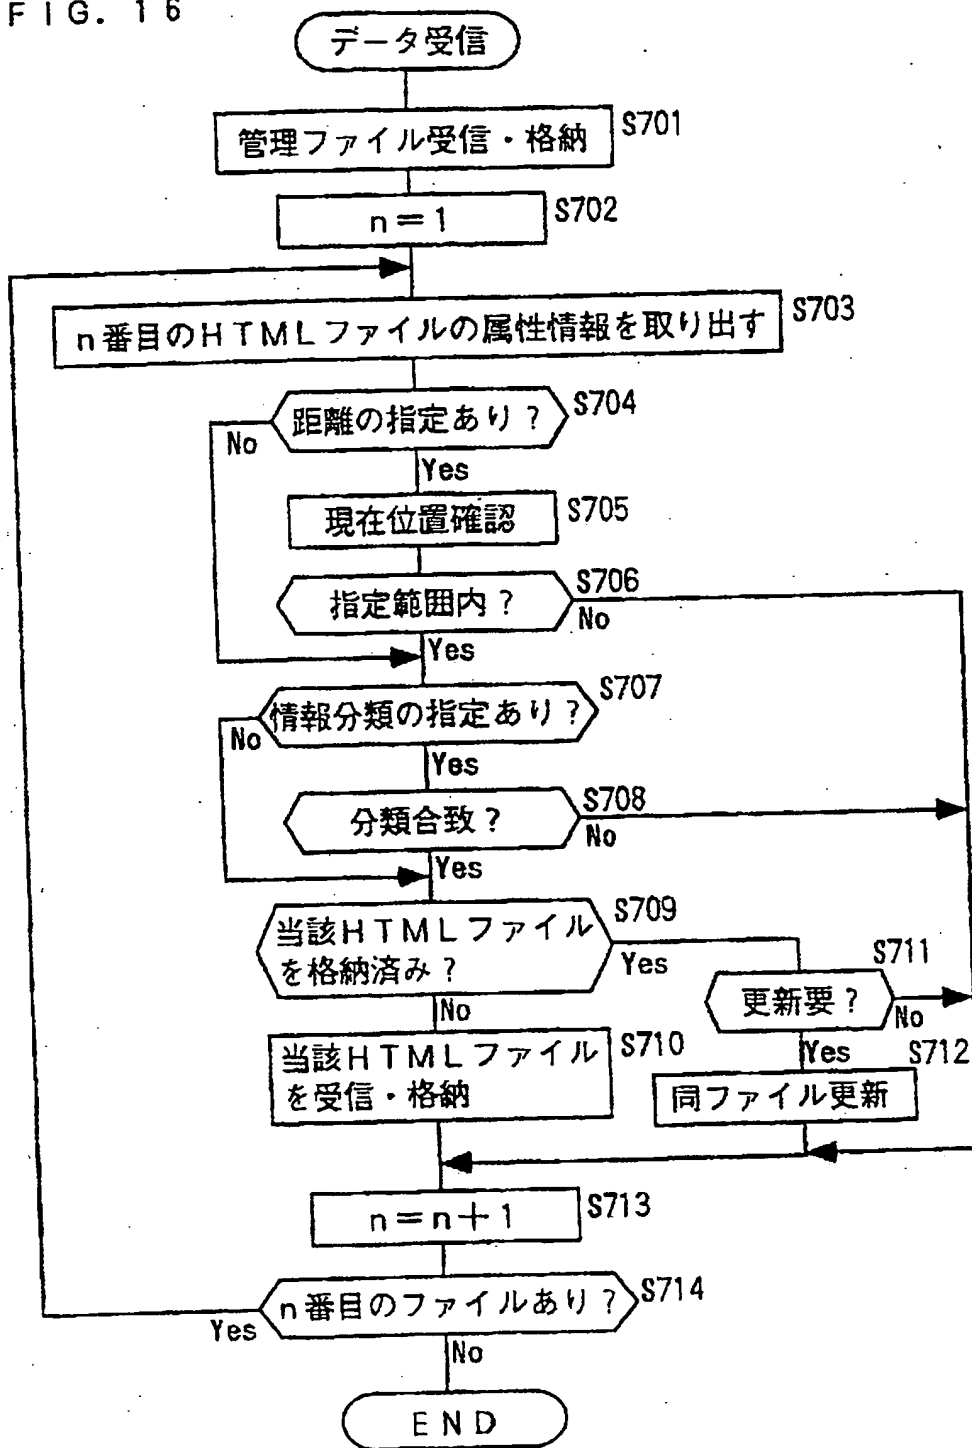 FIG. 16
データ受信
管理ファイル受信・格納
S701
n=1
S702
n番目のHTMLファイルの属性情報を取り出す
S703
距離の指定あり?
S704
No
Yes
現在位置確認
S705
指定範囲内?
S706
No
Yes
情報分類の指定あり?
S707
No
Yes
分類合致?
S708
No
Yes
当該HTMLファイル
を格納済み?
S709
Yes
No
更新要?
S711
No
Yes
当該HTMLファイル
を受信・格納
S710
同ファイル更新
S712
n=n+1
S713
n番目のファイルあり?
S714
Yes
No
END